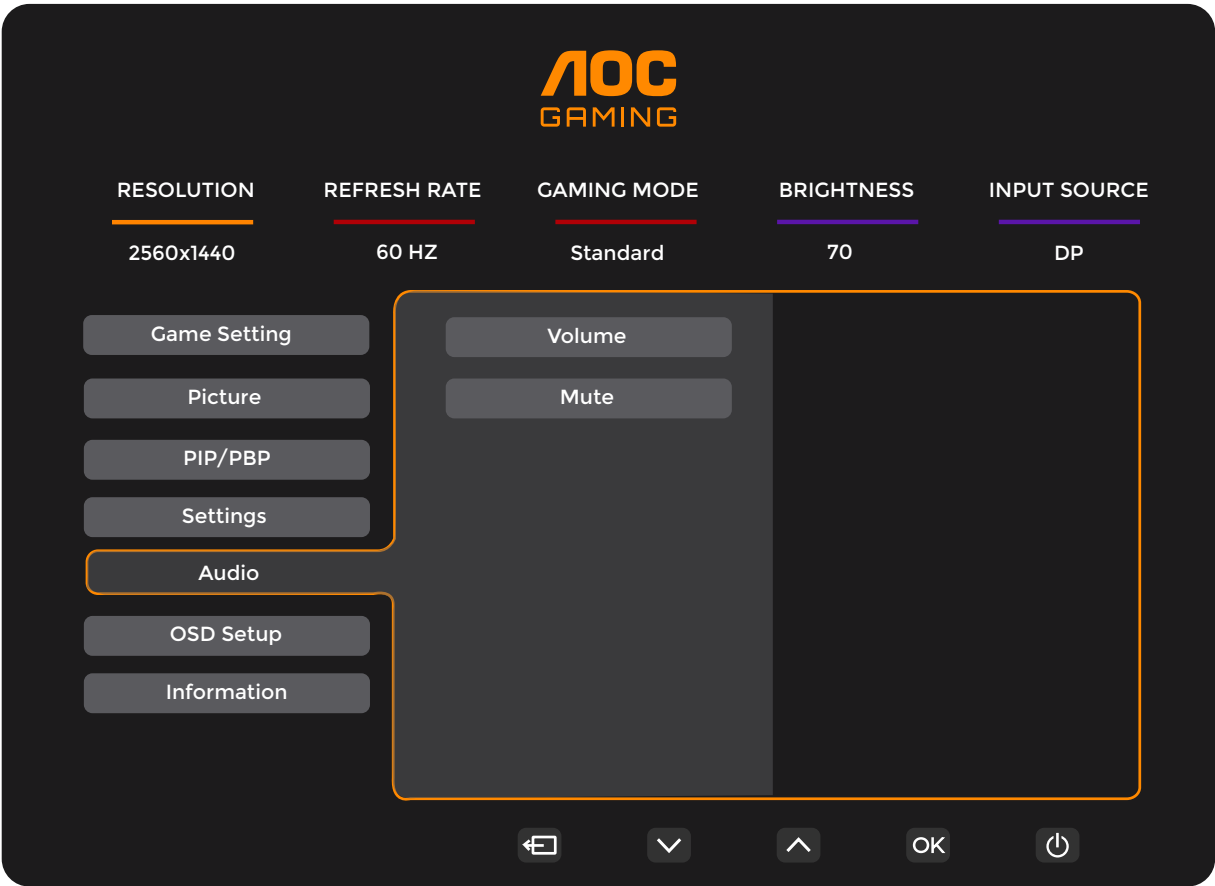 AOC
GAMING
RESOLUTION REFRESH RATE GAMING MODE BRIGHTNESS INPUT SOURCE
2560x1440 60 HZ Standard 70 DP
Game Setting Volume
Picture Mute
PIP/PBP
Settings
Audio
OSD Setup
Information
OK